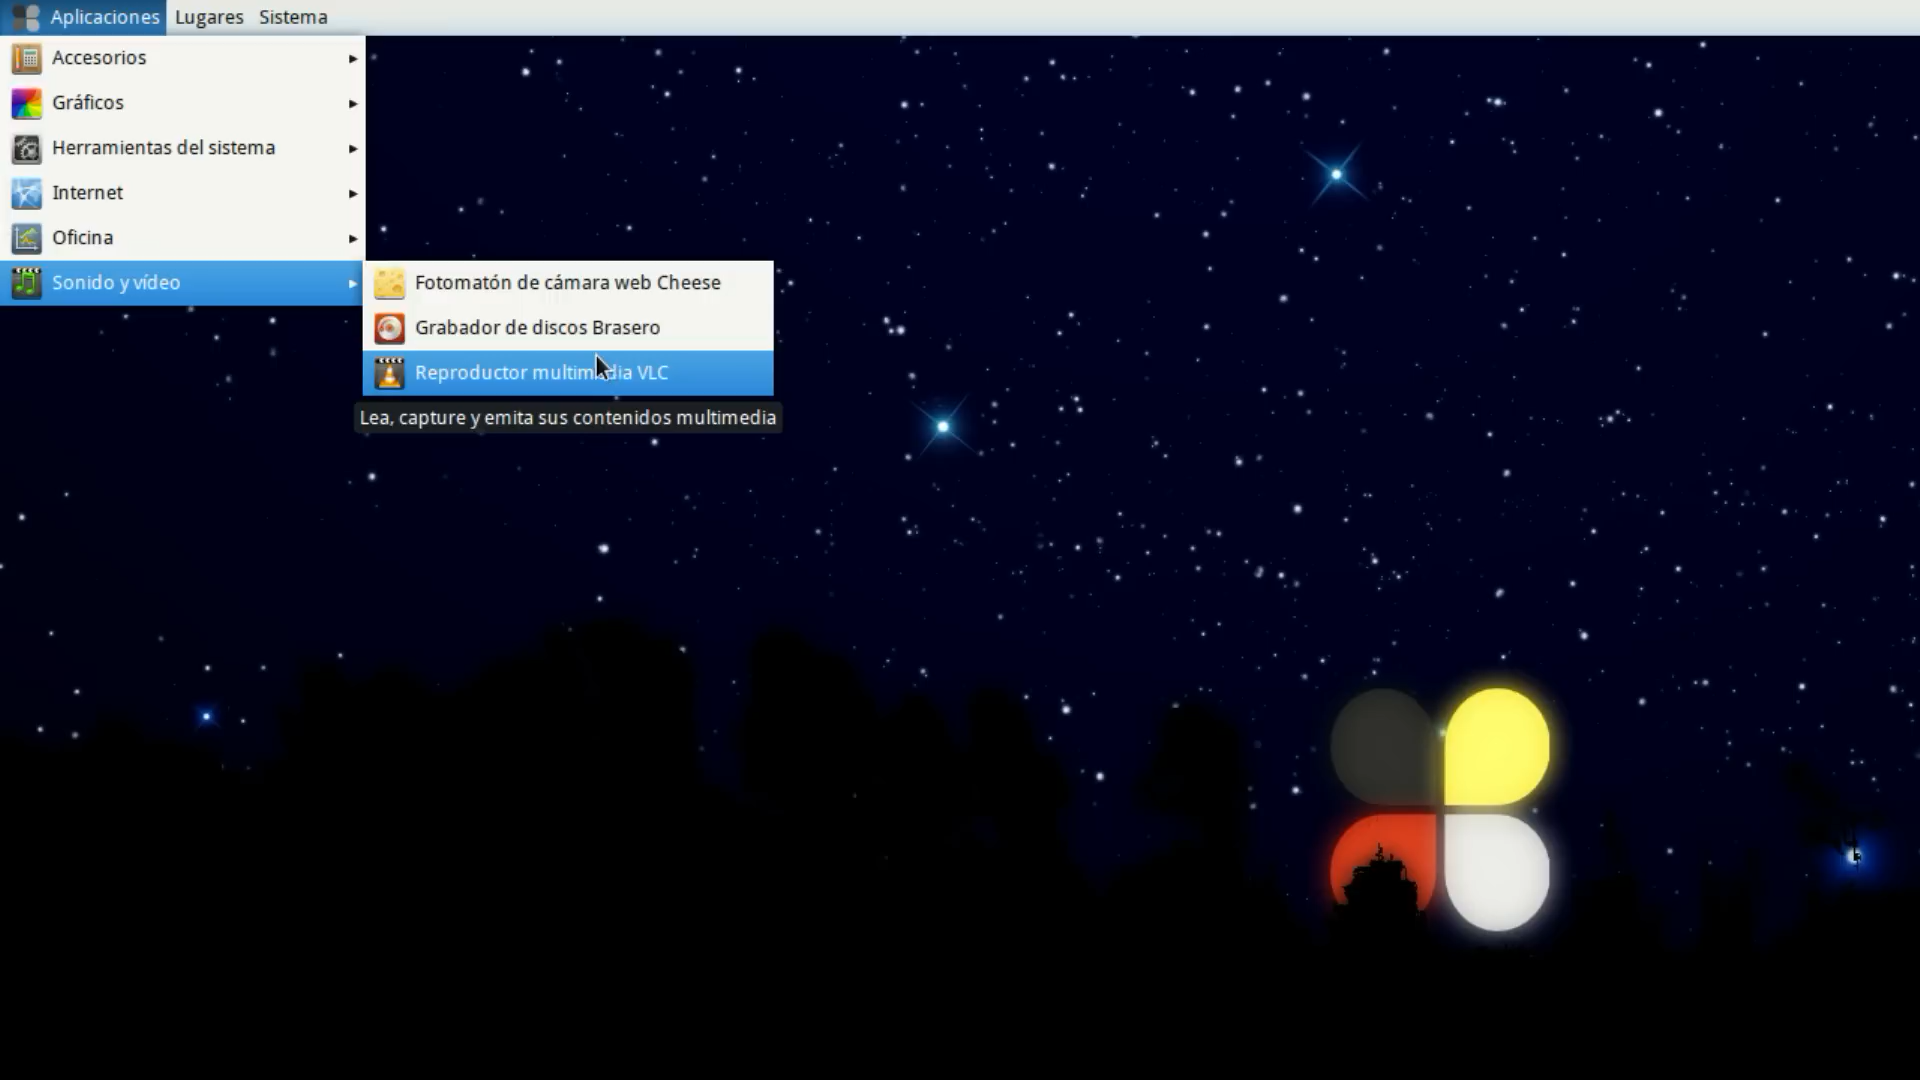 Aplicaciones Lugares Sistema
Accesorios
Gráficos
Herramientas del sistema
Internet
Oficina
Sonido y vídeo
Fotomatón de cámara web Cheese
Grabador de discos Brasero
Reproductor multimedia VLC
Lea, capture y emita sus contenidos multimedia